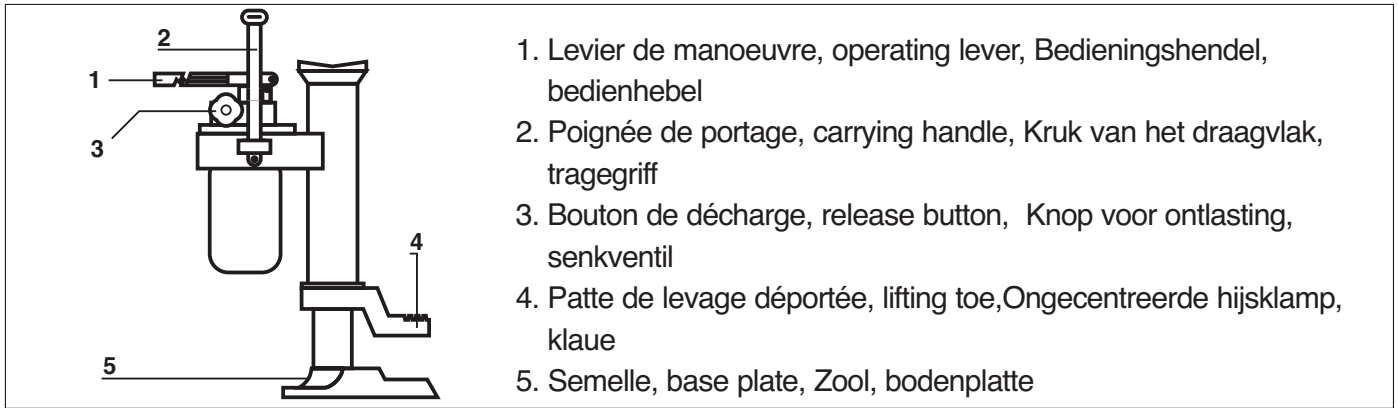 2
1
3
4
5
1. Levier de manoeuvre, operating lever, Bedieningshendel,
bedienhebel
2. Poignée de portage, carrying handle, Kruk van het draagvlak,
tragegriff
3. Bouton de décharge, release button, Knop voor ontlasting,
senkventil
4. Patte de levage déportée, lifting toe,Ongecentreerde hijsklamp,
klaue
5. Semelle, base plate, Zool, bodenplatte